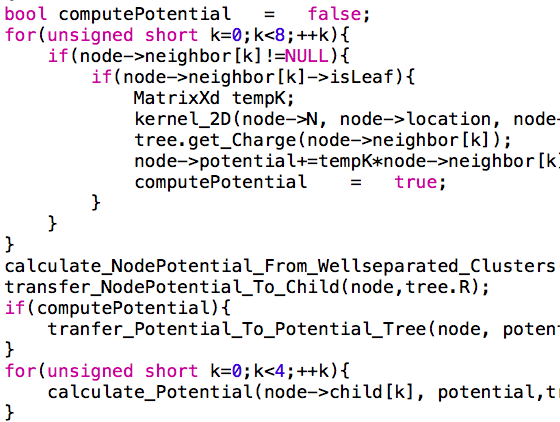 bool computePotential   =   false;
for(unsigned short k=0;k<8;++k){
    if(node->neighbor[k]!=NULL){
        if(node->neighbor[k]->isLeaf){
            MatrixXd tempK;
            kernel_2D(node->N, node->location, node-
            tree.get_Charge(node->neighbor[k]);
            node->potential+=tempK*node->neighbor[k]
            computePotential    =   true;
        }
    }
}
calculate_NodePotential_From_Wellseparated_Clusters
transfer_NodePotential_To_Child(node,tree.R);
if(computePotential){
    tranfer_Potential_To_Potential_Tree(node, poten
}
for(unsigned short k=0;k<4;++k){
    calculate_Potential(node->child[k], potential,tr
}